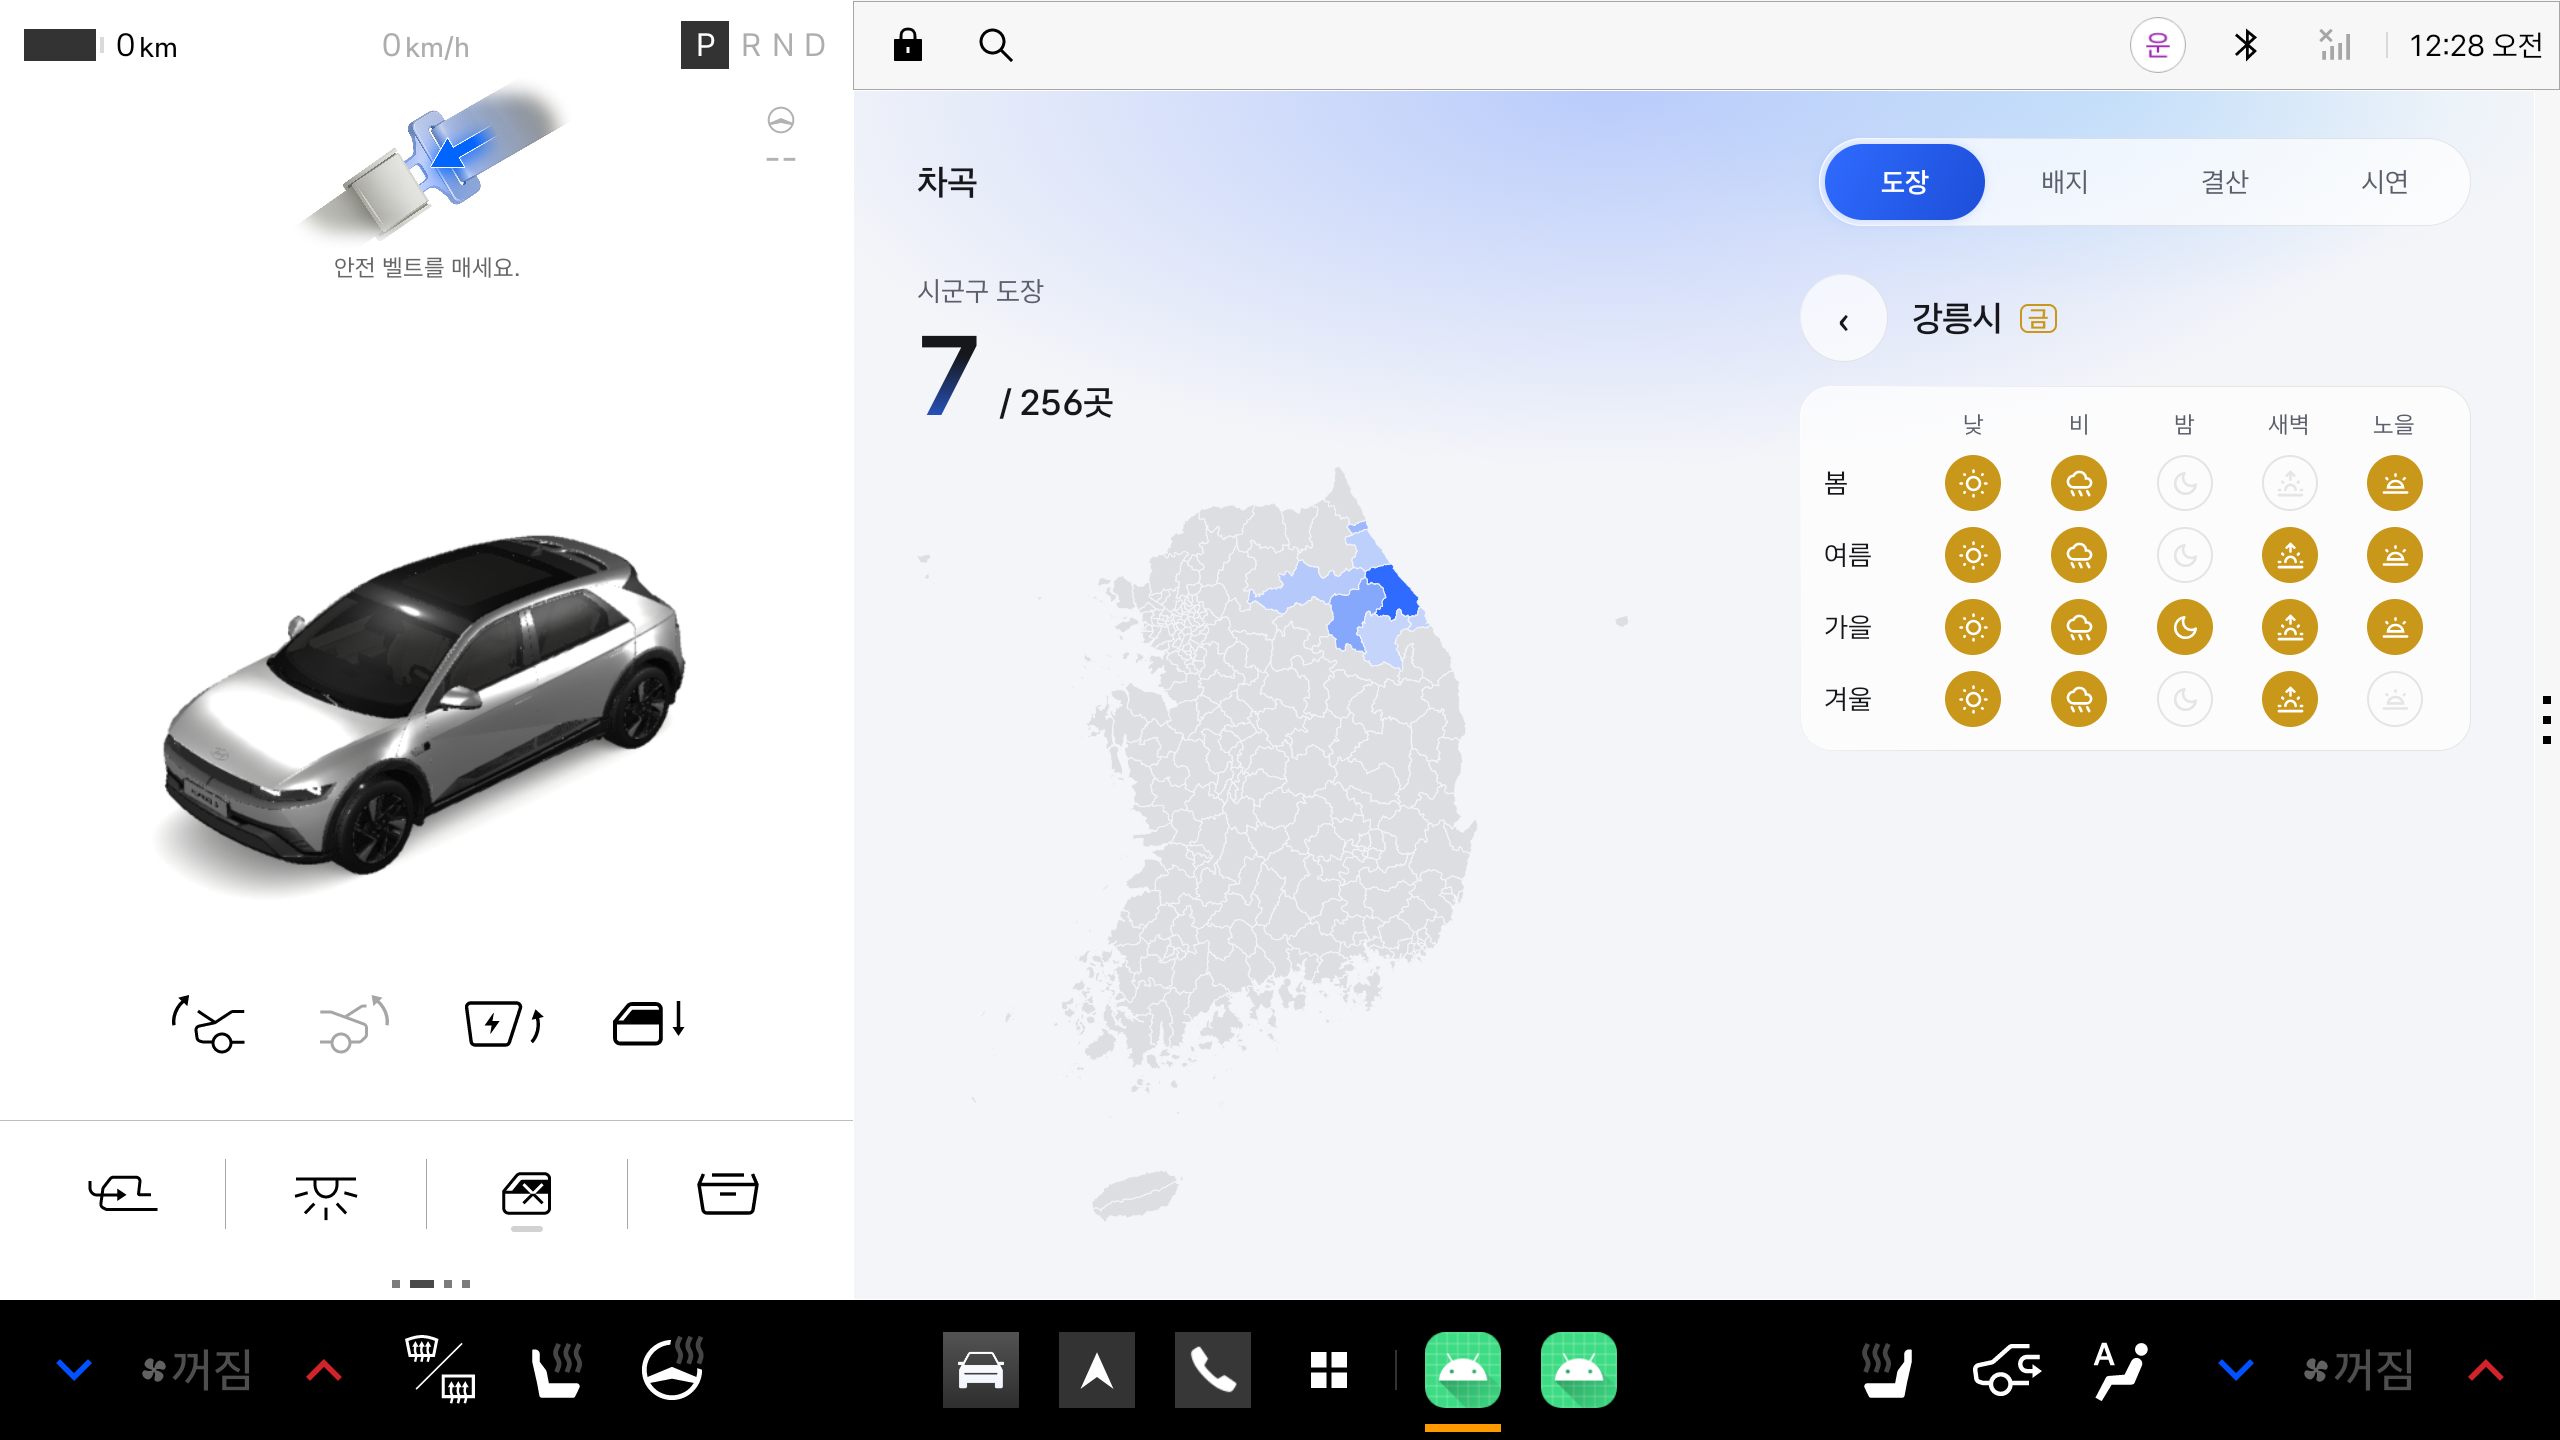 0 km
0 km/h
P R N D
운
12:28 오전
안전 벨트를 매세요.
차곡
도장
배지
결산
시연
시군구 도장
7 / 256곳
‹
강릉시 금
낮 비 밤 새벽 노을
봄
여름
가을
겨울
꺼짐
A
꺼짐